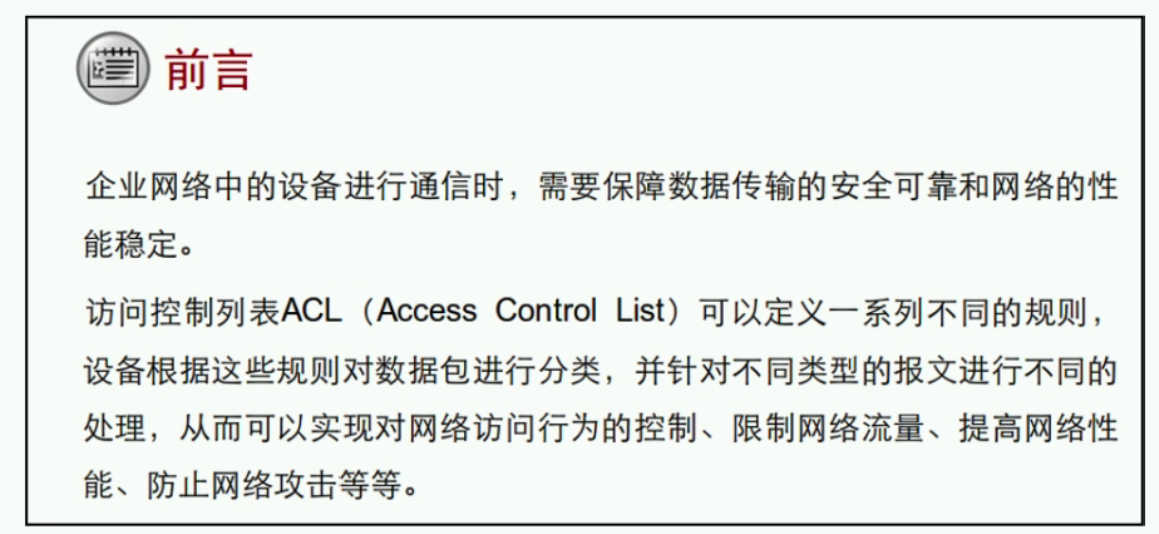 前言
企业网络中的设备进行通信时，需要保障数据传输的安全可靠和网络的性
能稳定。
访问控制列表ACL（Access Control List）可以定义一系列不同的规则，
设备根据这些规则对数据包进行分类，并针对不同类型的报文进行不同的
处理，从而可以实现对网络访问行为的控制、限制网络流量、提高网络性
能、防止网络攻击等等。